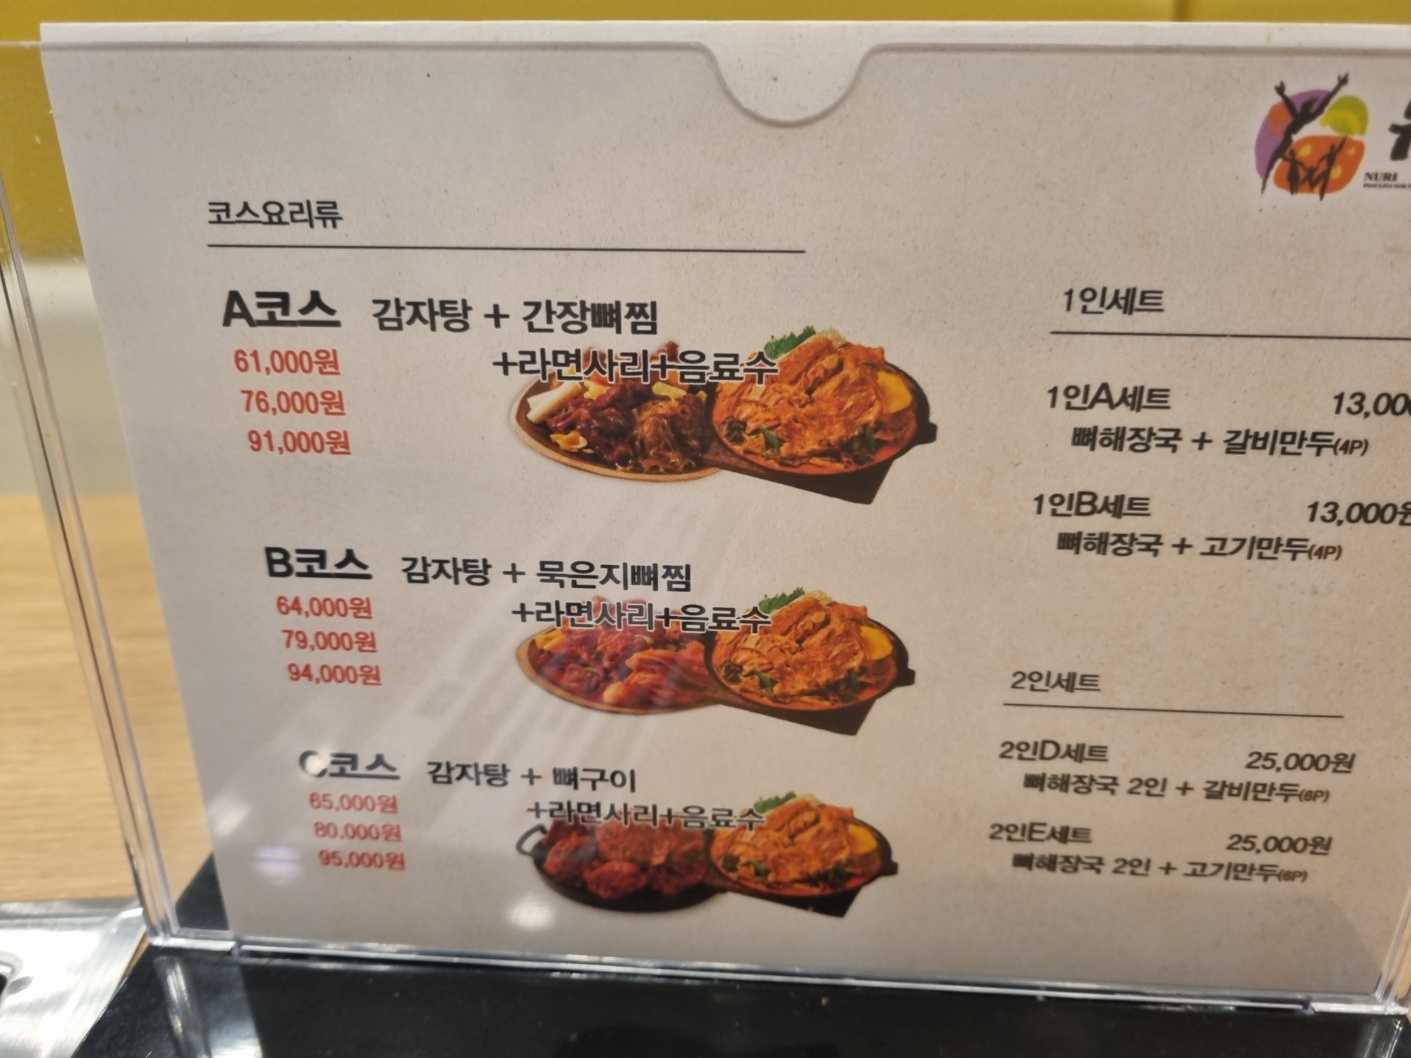 코스요리류
A코스 감자탕 + 간장뼈찜
+라면사리+음료수
61,000원
76,000원
91,000원
B코스 감자탕 + 묵은지뼈찜
+라면사리+음료수
64,000원
79,000원
94,000원
C코스 감자탕 + 뼈구이
+라면사리+음료수
65,000원
80,000원
95,000원
NURI
1인세트
1인A세트 13,00
뼈해장국 + 갈비만두(4P)
1인B세트 13,000원
뼈해장국 + 고기만두(4P)
2인세트
2인D세트 25,000원
뼈해장국 2인 + 갈비만두(6P)
2인E세트 25,000원
뼈해장국 2인 + 고기만두(6P)